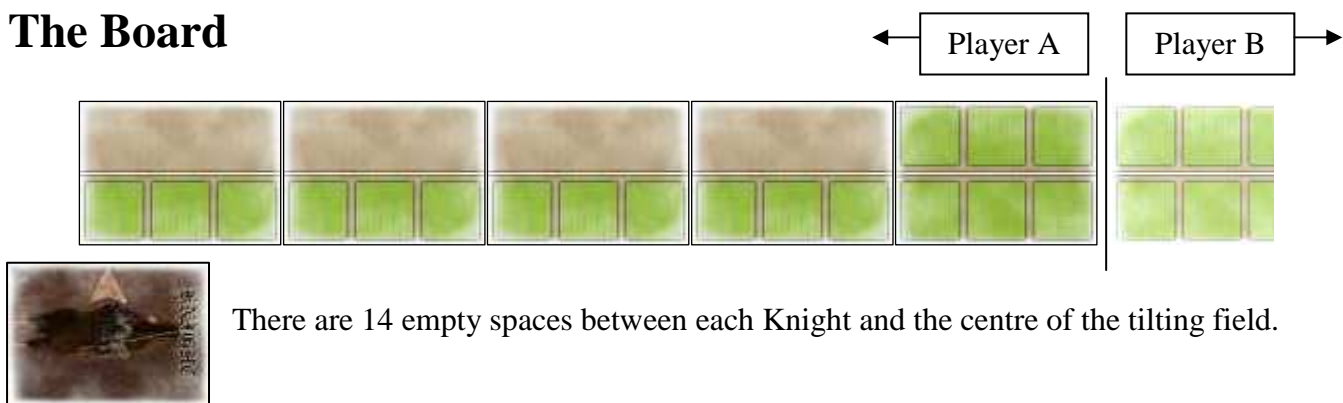 The Board
Player A
Player B
There are 14 empty spaces between each Knight and the centre of the tilting field.